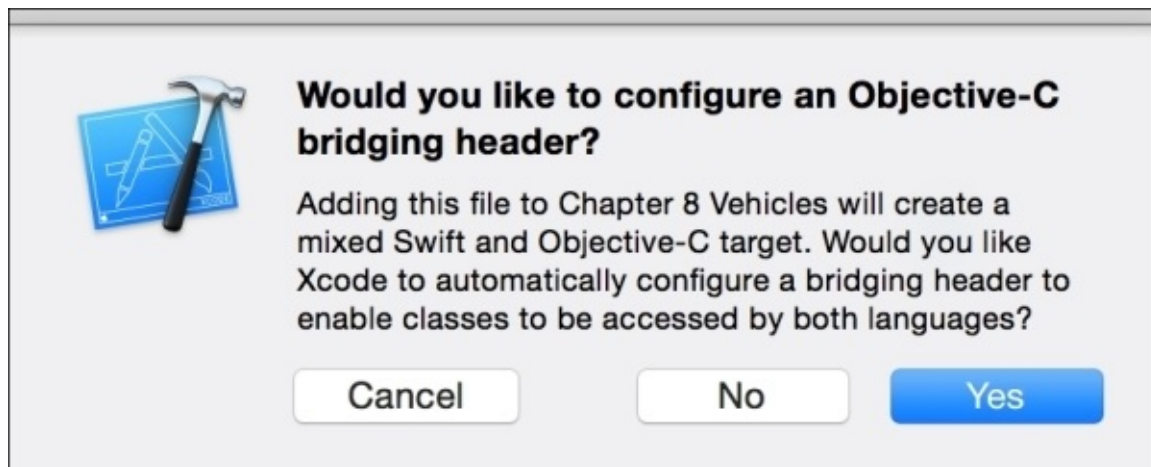 Would you like to configure an Objective-C
bridging header?
Adding this file to Chapter 8 Vehicles will create a
mixed Swift and Objective-C target. Would you like
Xcode to automatically configure a bridging header to
enable classes to be accessed by both languages?
Cancel
No
Yes